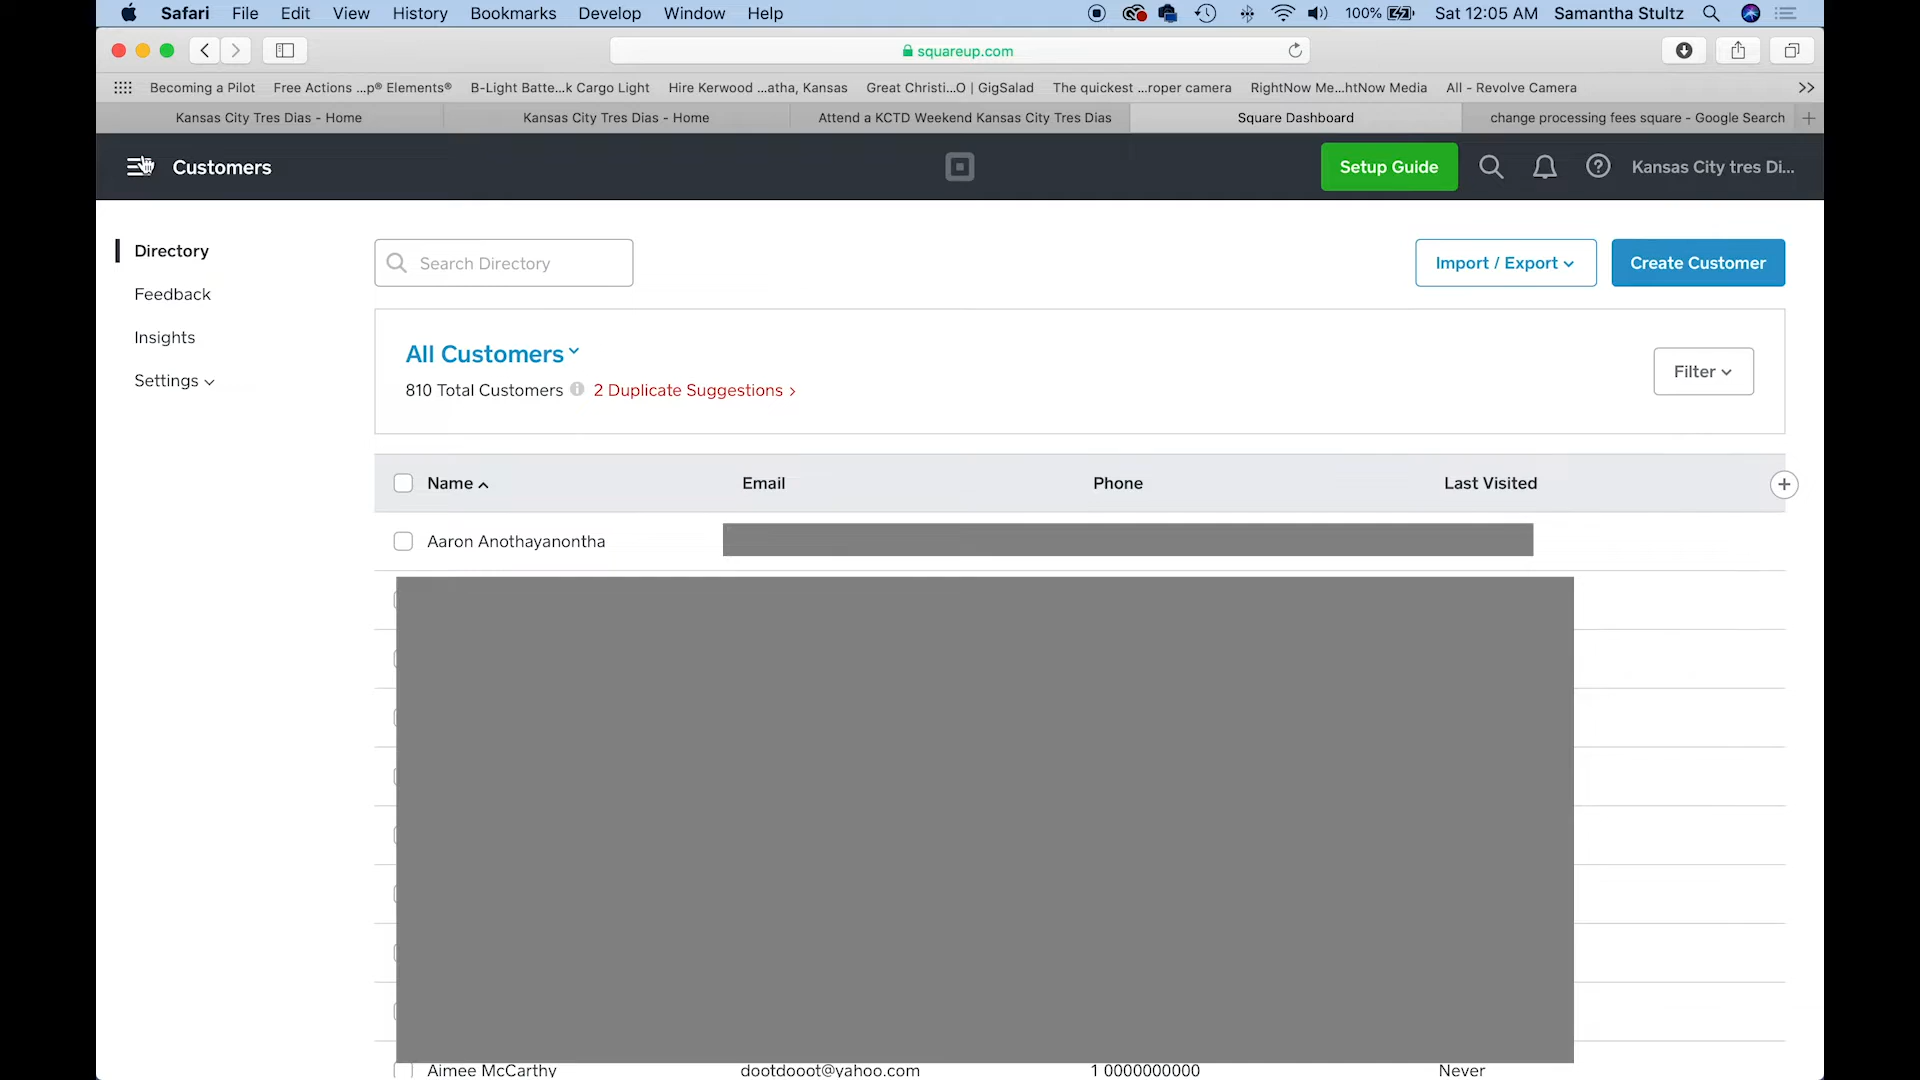 Safari File Edit View History Bookmarks Develop Window Help 100% Sat 12:05 AM Samantha Stultz
squareup.com
Becoming a Pilot Free Actions ...p® Elements® B-Light Batte...k Cargo Light Hire Kerwood ...atha, Kansas Great Christi...O | GigSalad The quickest ...roper camera RightNow Me...htNow Media All - Revolve Camera
Kansas City Tres Dias - Home Kansas City Tres Dias - Home Attend a KCTD Weekend Kansas City Tres Dias Square Dashboard change processing fees square - Google Search
Customers Setup Guide Kansas City tres Di...
Directory
Feedback
Insights
Settings
Search Directory Import / Export Create Customer
All Customers
810 Total Customers 2 Duplicate Suggestions
Filter
Name Email Phone Last Visited
Aaron Anothayanontha
Aimee McCarthy dootdooot@yahoo.com 1 0000000000 Never